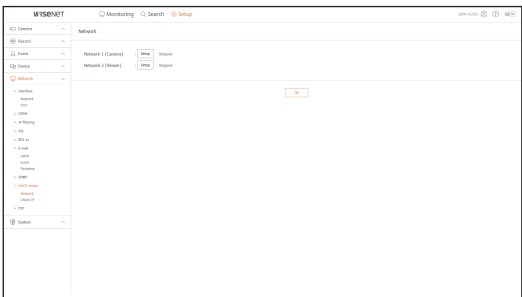 WISENET
Monitoring Search Setup
Camera
Record
Event
Device
Network
Interface
Network
Port
DDNS
IP filtering
SSL
802.1x
E-mail
SMTP
Event
Recipient
SNMP
DHCP server
Network
Check IP
FTP
System
Network
Network 1 (Camera) : Setup Stopped
Network 2 (Viewer) : Setup Stopped
OK